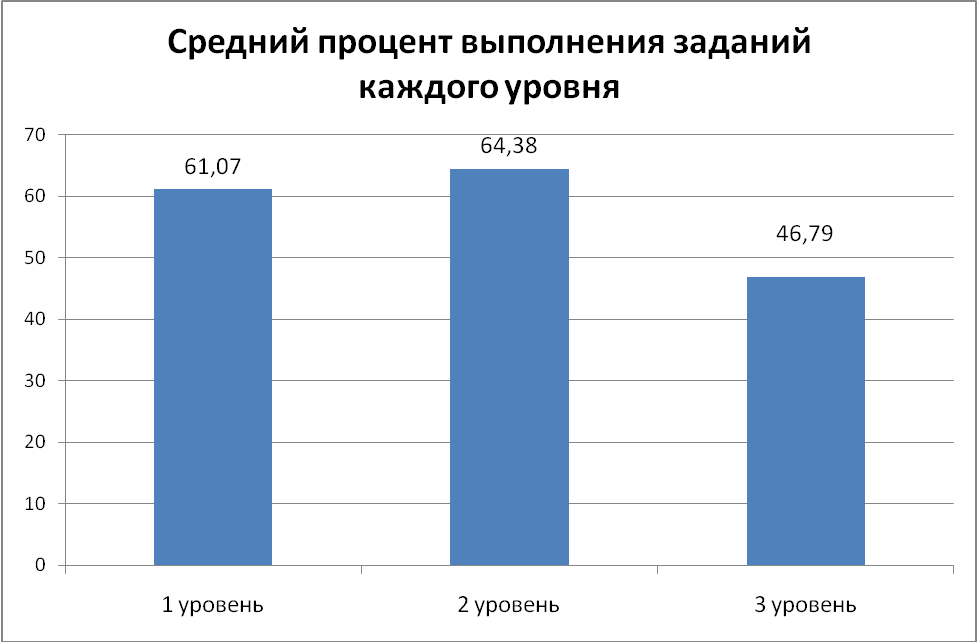 Средний процент выполнения заданий
каждого уровня
70
60
50
40
30
20
10
0
61,07
64,38
46,79
1 уровень
2 уровень
3 уровень